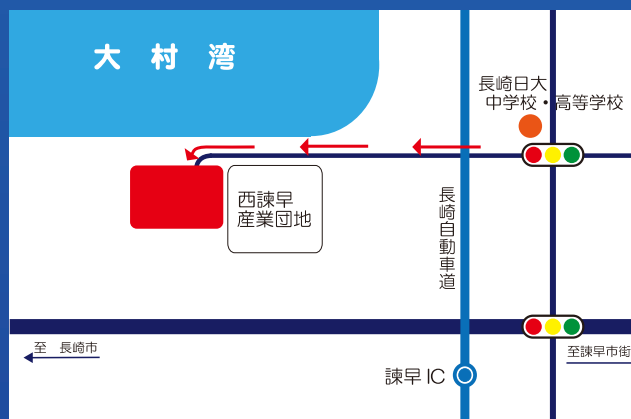 大村湾
長崎日大
中学校・高等学校
西諫早
産業団地
長崎自動車道
至 長崎市
至諫早市街
諫早IC